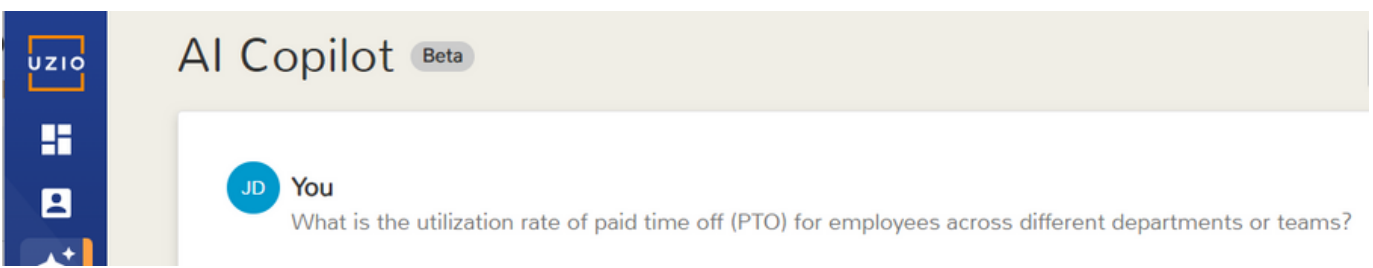 UZIO
AI Copilot Beta
JD You
What is the utilization rate of paid time off (PTO) for employees across different departments or teams?